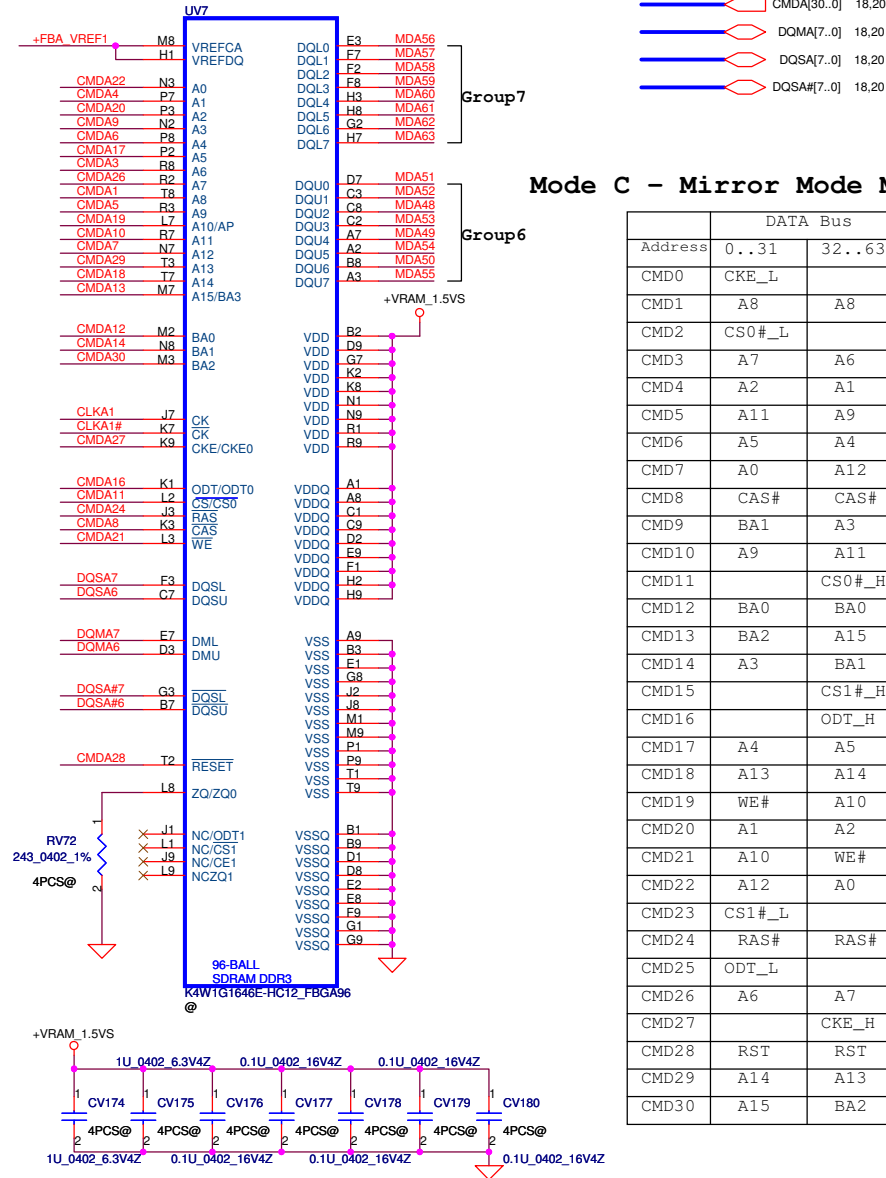 UV7
+FBA_VREF1 M8 VREFCA DQL0 E3 MDA56
H1 VREFDQ DQL1 F7 MDA57
DQL2 F2 MDA58
CMDA22 N3 A0 DQL3 F8 MDA59
CMDA4 P7 A1 DQL4 H3 MDA60
CMDA20 P3 A2 DQL5 H8 MDA61
CMDA9 N2 A3 DQL6 G2 MDA62
CMDA6 P8 A4 DQL7 H7 MDA63
Group7
CMDA17 P2 A5
CMDA3 R8 A6
CMDA26 R2 A7 DQU0 D7 MDA51
CMDA1 T8 A8 DQU1 C3 MDA52
CMDA5 R3 A9 DQU2 C8 MDA48
CMDA19 L7 A10/AP DQU3 C2 MDA53
CMDA10 R7 A11 DQU4 A7 MDA49
CMDA7 N7 A12 DQU5 A2 MDA54
CMDA29 T3 A13 DQU6 B8 MDA50
CMDA18 T7 A14 DQU7 A3 MDA55
CMDA13 M7 A15/BA3
Group6
+VRAM_1.5VS
CMDA12 M2 BA0 VDD B2
CMDA14 N8 BA1 VDD D9
CMDA30 M3 BA2 VDD G7
VDD K2
VDD K8
VDD N1
CLKA1 J7 CK VDD N9
CLKA1# K7 CK VDD R1
CMDA27 K9 CKE/CKE0 VDD R9
CMDA16 K1 ODT/ODT0 VDDQ A1
CMDA11 L2 CS/CS0 VDDQ A8
CMDA24 J3 RAS VDDQ C1
CMDA8 K3 CAS VDDQ C9
CMDA21 L3 WE VDDQ D2
VDDQ E9
VDDQ F1
DQSA7 F3 DQSL VDDQ H2
DQSA6 C7 DQSU VDDQ H9
DQMA7 E7 DML VSS A9
DQMA6 D3 DMU VSS B3
VSS E1
VSS G8
DQSA#7 G3 DQSL VSS J2
DQSA#6 B7 DQSU VSS J8
VSS M1
VSS M9
VSS P1
CMDA28 T2 RESET VSS P9
VSS T1
L8 ZQ/ZQ0 VSS T9
J1 NC/ODT1 VSSQ B1
L1 NC/CS1 VSSQ B9
J9 NC/CE1 VSSQ D1
L9 NCZQ1 VSSQ D8
VSSQ E2
VSSQ E8
VSSQ F9
VSSQ G1
VSSQ G9
1
RV72
243_0402_1%
4PCS@
2
96-BALL
SDRAM DDR3
K4W1G1646E-HC12_FBGA96
@
+VRAM_1.5VS
1U_0402_6.3V4Z 0.1U_0402_16V4Z 0.1U_0402_16V4Z
1 1 1 1 1 1 1
CV174 CV175 CV176 CV177 CV178 CV179 CV180
4PCS@ 4PCS@ 4PCS@ 4PCS@ 4PCS@ 4PCS@ 4PCS@
2 2 2 2 2 2 2
1U_0402_6.3V4Z 0.1U_0402_16V4Z 0.1U_0402_16V4Z 0.1U_0402_16V4Z
CMDA[30..0] 18,20
DQMA[7..0] 18,20
DQSA[7..0] 18,20
DQSA#[7..0] 18,20
Mode C - Mirror Mode
DATA Bus
Address 0..31 32..63
CMD0 CKE_L
CMD1 A8 A8
CMD2 CS0#_L
CMD3 A7 A6
CMD4 A2 A1
CMD5 A11 A9
CMD6 A5 A4
CMD7 A0 A12
CMD8 CAS# CAS#
CMD9 BA1 A3
CMD10 A9 A11
CMD11 CS0#_H
CMD12 BA0 BA0
CMD13 BA2 A15
CMD14 A3 BA1
CMD15 CS1#_H
CMD16 ODT_H
CMD17 A4 A5
CMD18 A13 A14
CMD19 WE# A10
CMD20 A1 A2
CMD21 A10 WE#
CMD22 A12 A0
CMD23 CS1#_L
CMD24 RAS# RAS#
CMD25 ODT_L
CMD26 A6 A7
CMD27 CKE_H
CMD28 RST RST
CMD29 A14 A13
CMD30 A15 BA2